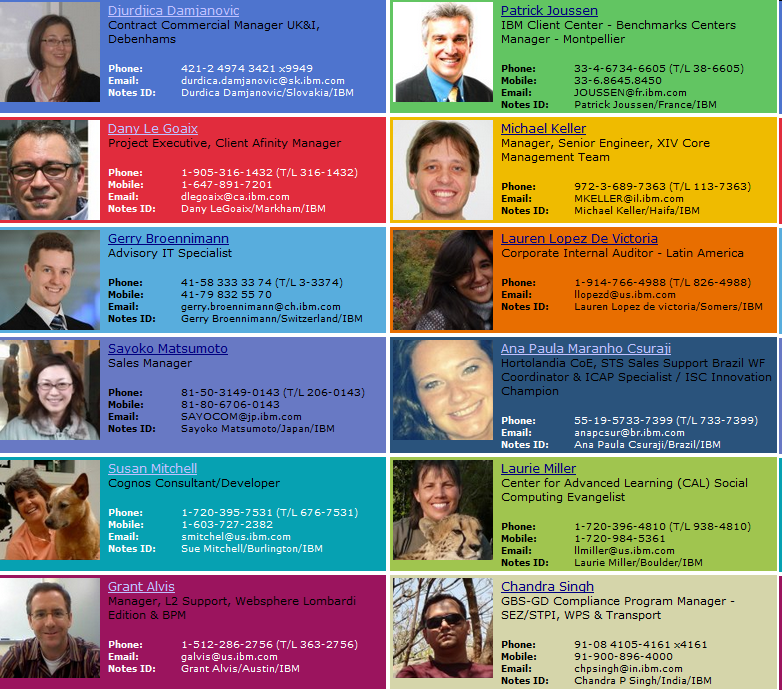 Djurdjica Damjanovic
Contract Commercial Manager UK&I,
Debenhams
Phone: 421-2 4974 3421 x9949
Email: durdica.damjanovic@sk.ibm.com
Notes ID: Durdica Damjanovic/Slovakia/IBM
Patrick Joussen
IBM Client Center - Benchmarks Centers
Manager - Montpellier
Phone: 33-4-6734-6605 (T/L 38-6605)
Mobile: 33-6.8645.8450
Email: JOUSSEN@fr.ibm.com
Notes ID: Patrick Joussen/France/IBM
Dany Le Goaix
Project Executive, Client Afinity Manager
Phone: 1-905-316-1432 (T/L 316-1432)
Mobile: 1-647-891-7201
Email: dlegoaix@ca.ibm.com
Notes ID: Dany LeGoaix/Markham/IBM
Michael Keller
Manager, Senior Engineer, XIV Core
Management Team
Phone: 972-3-689-7363 (T/L 113-7363)
Email: MKELLER@il.ibm.com
Notes ID: Michael Keller/Haifa/IBM
Gerry Broennimann
Advisory IT Specialist
Phone: 41-58 333 33 74 (T/L 3-3374)
Mobile: 41-79 832 55 70
Email: gerry.broennimann@ch.ibm.com
Notes ID: Gerry Broennimann/Switzerland/IBM
Lauren Lopez De Victoria
Corporate Internal Auditor - Latin America
Phone: 1-914-766-4988 (T/L 826-4988)
Email: llopezd@us.ibm.com
Notes ID: Lauren Lopez de victoria/Somers/IBM
Sayoko Matsumoto
Sales Manager
Phone: 81-50-3149-0143 (T/L 206-0143)
Mobile: 81-80-6706-0143
Email: SAYOCOM@jp.ibm.com
Notes ID: Sayoko Matsumoto/Japan/IBM
Ana Paula Maranho Csuraji
Hortolandia CoE, STS Sales Support Brazil WF
Coordinator & ICAP Specialist / ISC Innovation
Champion
Phone: 55-19-5733-7399 (T/L 733-7399)
Email: anapcsur@br.ibm.com
Notes ID: Ana Paula Csuraji/Brazil/IBM
Susan Mitchell
Cognos Consultant/Developer
Phone: 1-720-395-7531 (T/L 676-7531)
Mobile: 1-603-727-2382
Email: smitchel@us.ibm.com
Notes ID: Sue Mitchell/Burlington/IBM
Laurie Miller
Center for Advanced Learning (CAL) Social
Computing Evangelist
Phone: 1-720-396-4810 (T/L 938-4810)
Mobile: 1-720-984-5361
Email: llmiller@us.ibm.com
Notes ID: Laurie Miller/Boulder/IBM
Grant Alvis
Manager, L2 Support, Websphere Lombardi
Edition & BPM
Phone: 1-512-286-2756 (T/L 363-2756)
Email: galvis@us.ibm.com
Notes ID: Grant Alvis/Austin/IBM
Chandra Singh
GBS-GD Compliance Program Manager -
SEZ/STPI, WPS & Transport
Phone: 91-08 4105-4161 x4161
Mobile: 91-900-896-4000
Email: chpsingh@in.ibm.com
Notes ID: Chandra P Singh/India/IBM